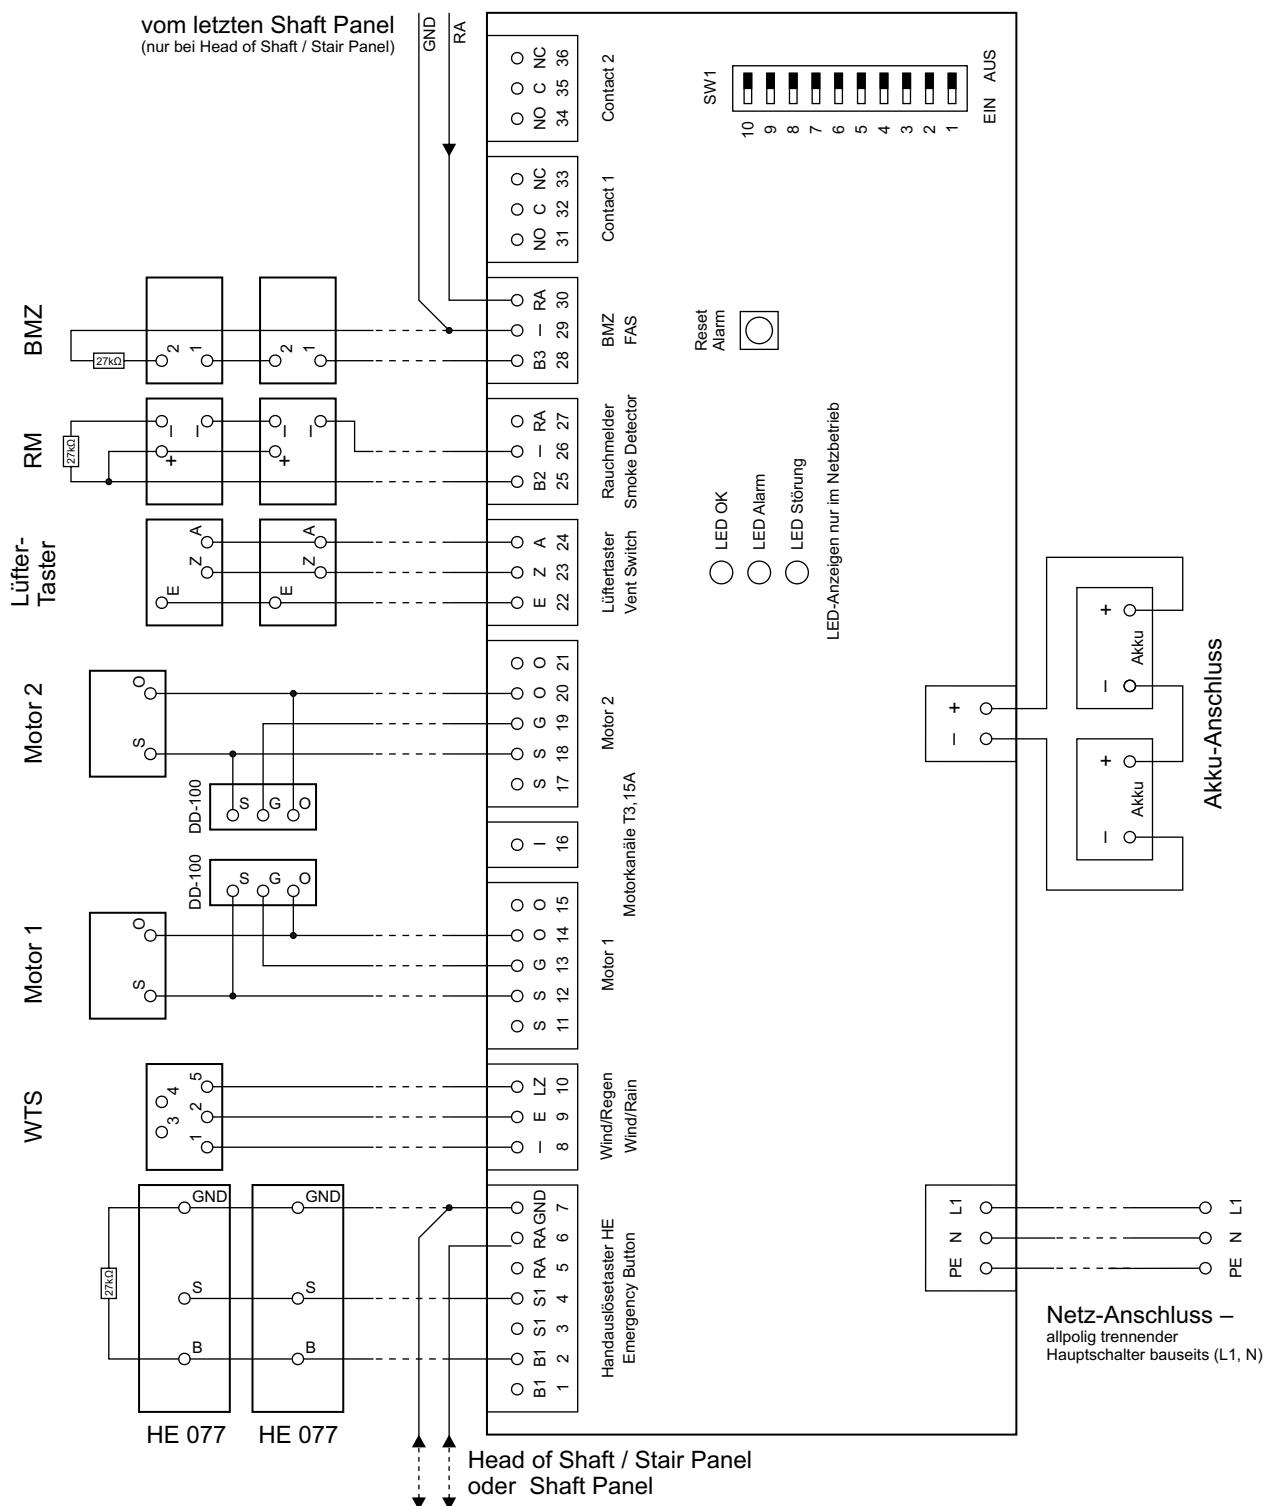 vom letzten Shaft Panel
(nur bei Head of Shaft / Stair Panel)
GND
RA
NC 36
C 35
NO 34
Contact 2
NC 33
C 32
NO 31
Contact 1
SW1
10 9 8 7 6 5 4 3 2 1
EIN AUS
BMZ
27kΩ
2 1
2 1
RA 30
I 29
B3 28
BMZ
FAS
Reset
Alarm
RM
27kΩ
I I
+
I I
+
RA 27
I 26
B2 25
Rauchmelder
Smoke Detector
LED OK
LED Alarm
LED Störung
LED-Anzeigen nur im Netzbetrieb
Lüfter-
Taster
A
Z
E
A
Z
E
A 24
Z 23
E 22
Lüftertaster
Vent Switch
Motor 2
O
S
DD-100
S G O
O 21
O 20
G 19
S 18
S 17
Motor 2
I 16
Motorkanäle T3,15A
Motor 1
O
S
DD-100
S G O
O 15
O 14
G 13
S 12
S 11
Motor 1
+
I
+
Akku
I
+
Akku
I
Akku-Anschluss
WTS
5
4
2
3
1
LZ 10
E 9
I 8
Wind/Regen
Wind/Rain
27kΩ
GND
S
B
GND
S
B
HE 077
HE 077
GND 7
RA 6
RA 5
S1 4
S1 3
B1 2
B1 1
Handauslösetaster HE
Emergency Button
L1
N
PE
L1
N
PE
Netz-Anschluss –
allpolig trennender
Hauptschalter bauseits (L1, N)
Head of Shaft / Stair Panel
oder Shaft Panel